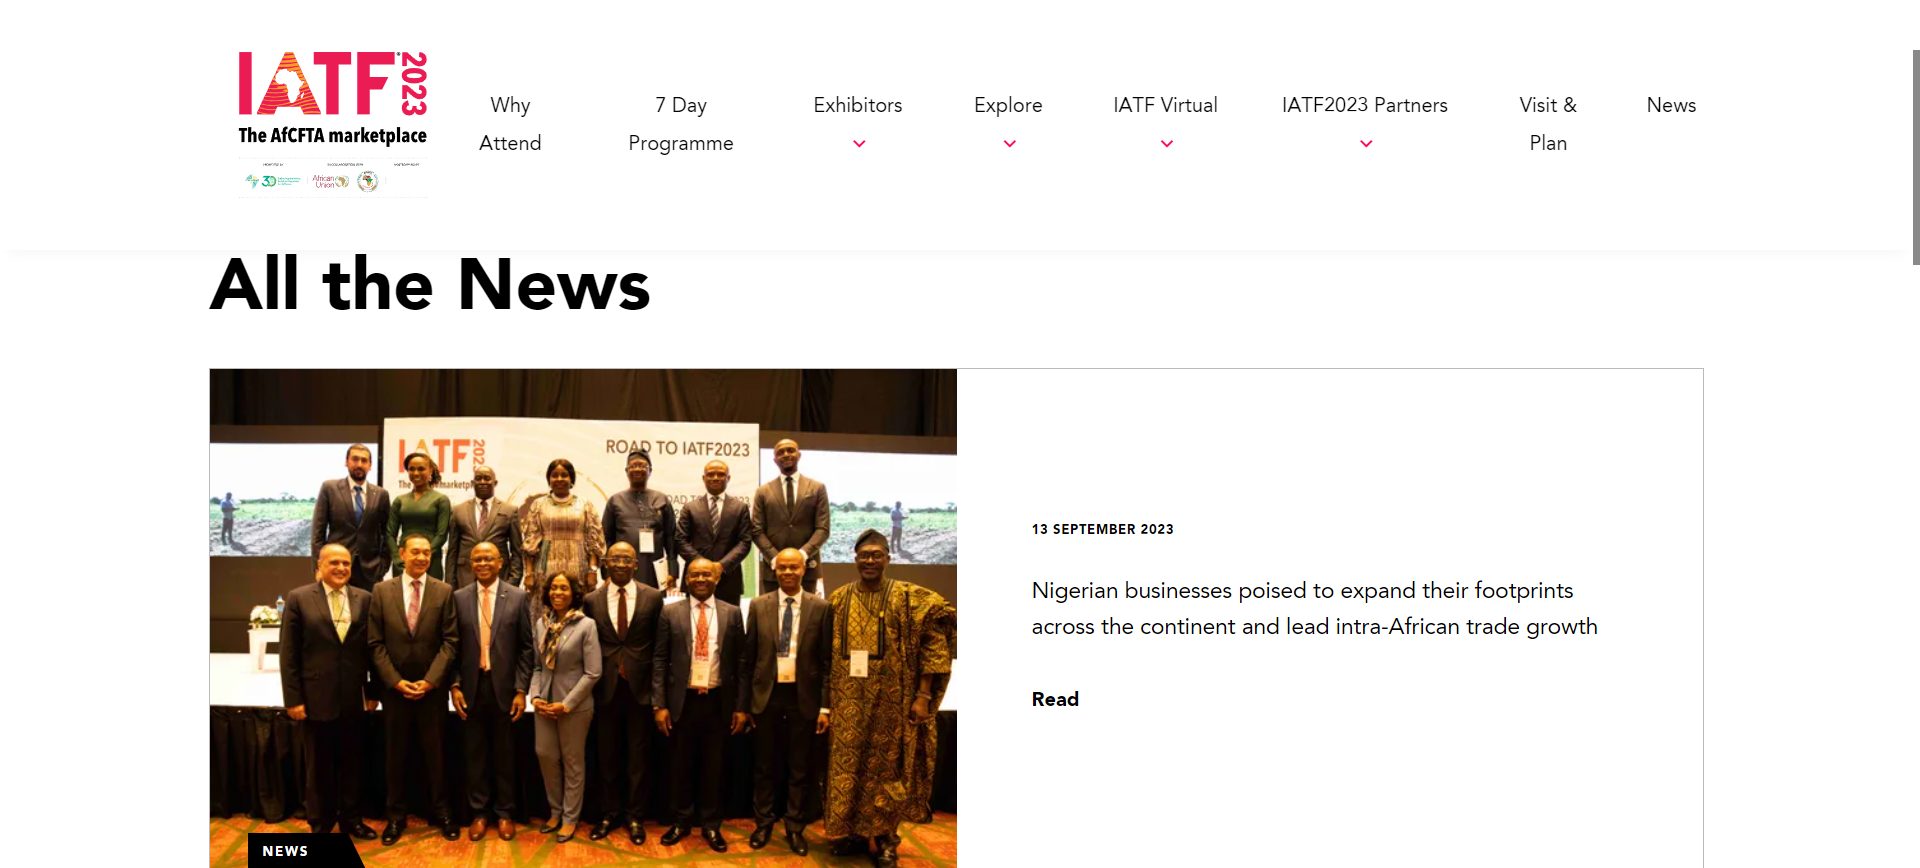 IATF 2023
The AfCFTA marketplace
African Union
Why Attend
7 Day Programme
Exhibitors
Explore
IATF Virtual
IATF2023 Partners
Visit & Plan
News
All the News
IATF 2023
ROAD TO IATF2023
13 SEPTEMBER 2023
Nigerian businesses poised to expand their footprints
across the continent and lead intra-African trade growth
Read
NEWS